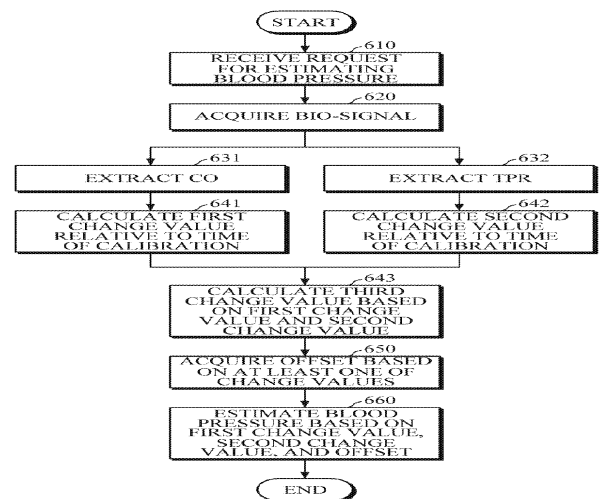 START
610
RECEIVE REQUEST
FOR ESTIMATING
BLOOD PRESSURE
620
ACQUIRE BIO-SIGNAL
631
EXTRACT CO
632
EXTRACT TPR
641
CALCULATE FIRST
CHANGE VALUE
RELATIVE TO TIME
OF CALIBRATION
642
CALCULATE SECOND
CHANGE VALUE
RELATIVE TO TIME
OF CALIBRATION
643
CALCULATE THIRD
CHANGE VALUE BASED
ON FIRST CHANGE
VALUE AND SECOND
CHANGE VALUE
650
ACQUIRE OFFSET BASED
ON AT LEAST ONE OF
CHANGE VALUES
660
ESTIMATE BLOOD
PRESSURE BASED ON
FIRST CHANGE VALUE,
SECOND CHANGE
VALUE, AND OFFSET
END